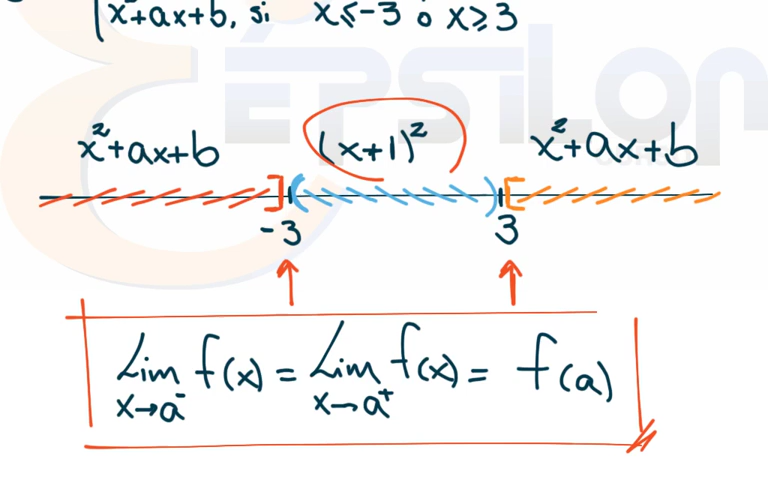 x²+ax+b, si x≤-3 o x≥3
ÉPSILON
x²+ax+b (x+1)² x²+ax+b
-3 3
Lim f(x) = Lim f(x) = f(a)
x→a⁻ x→a⁺